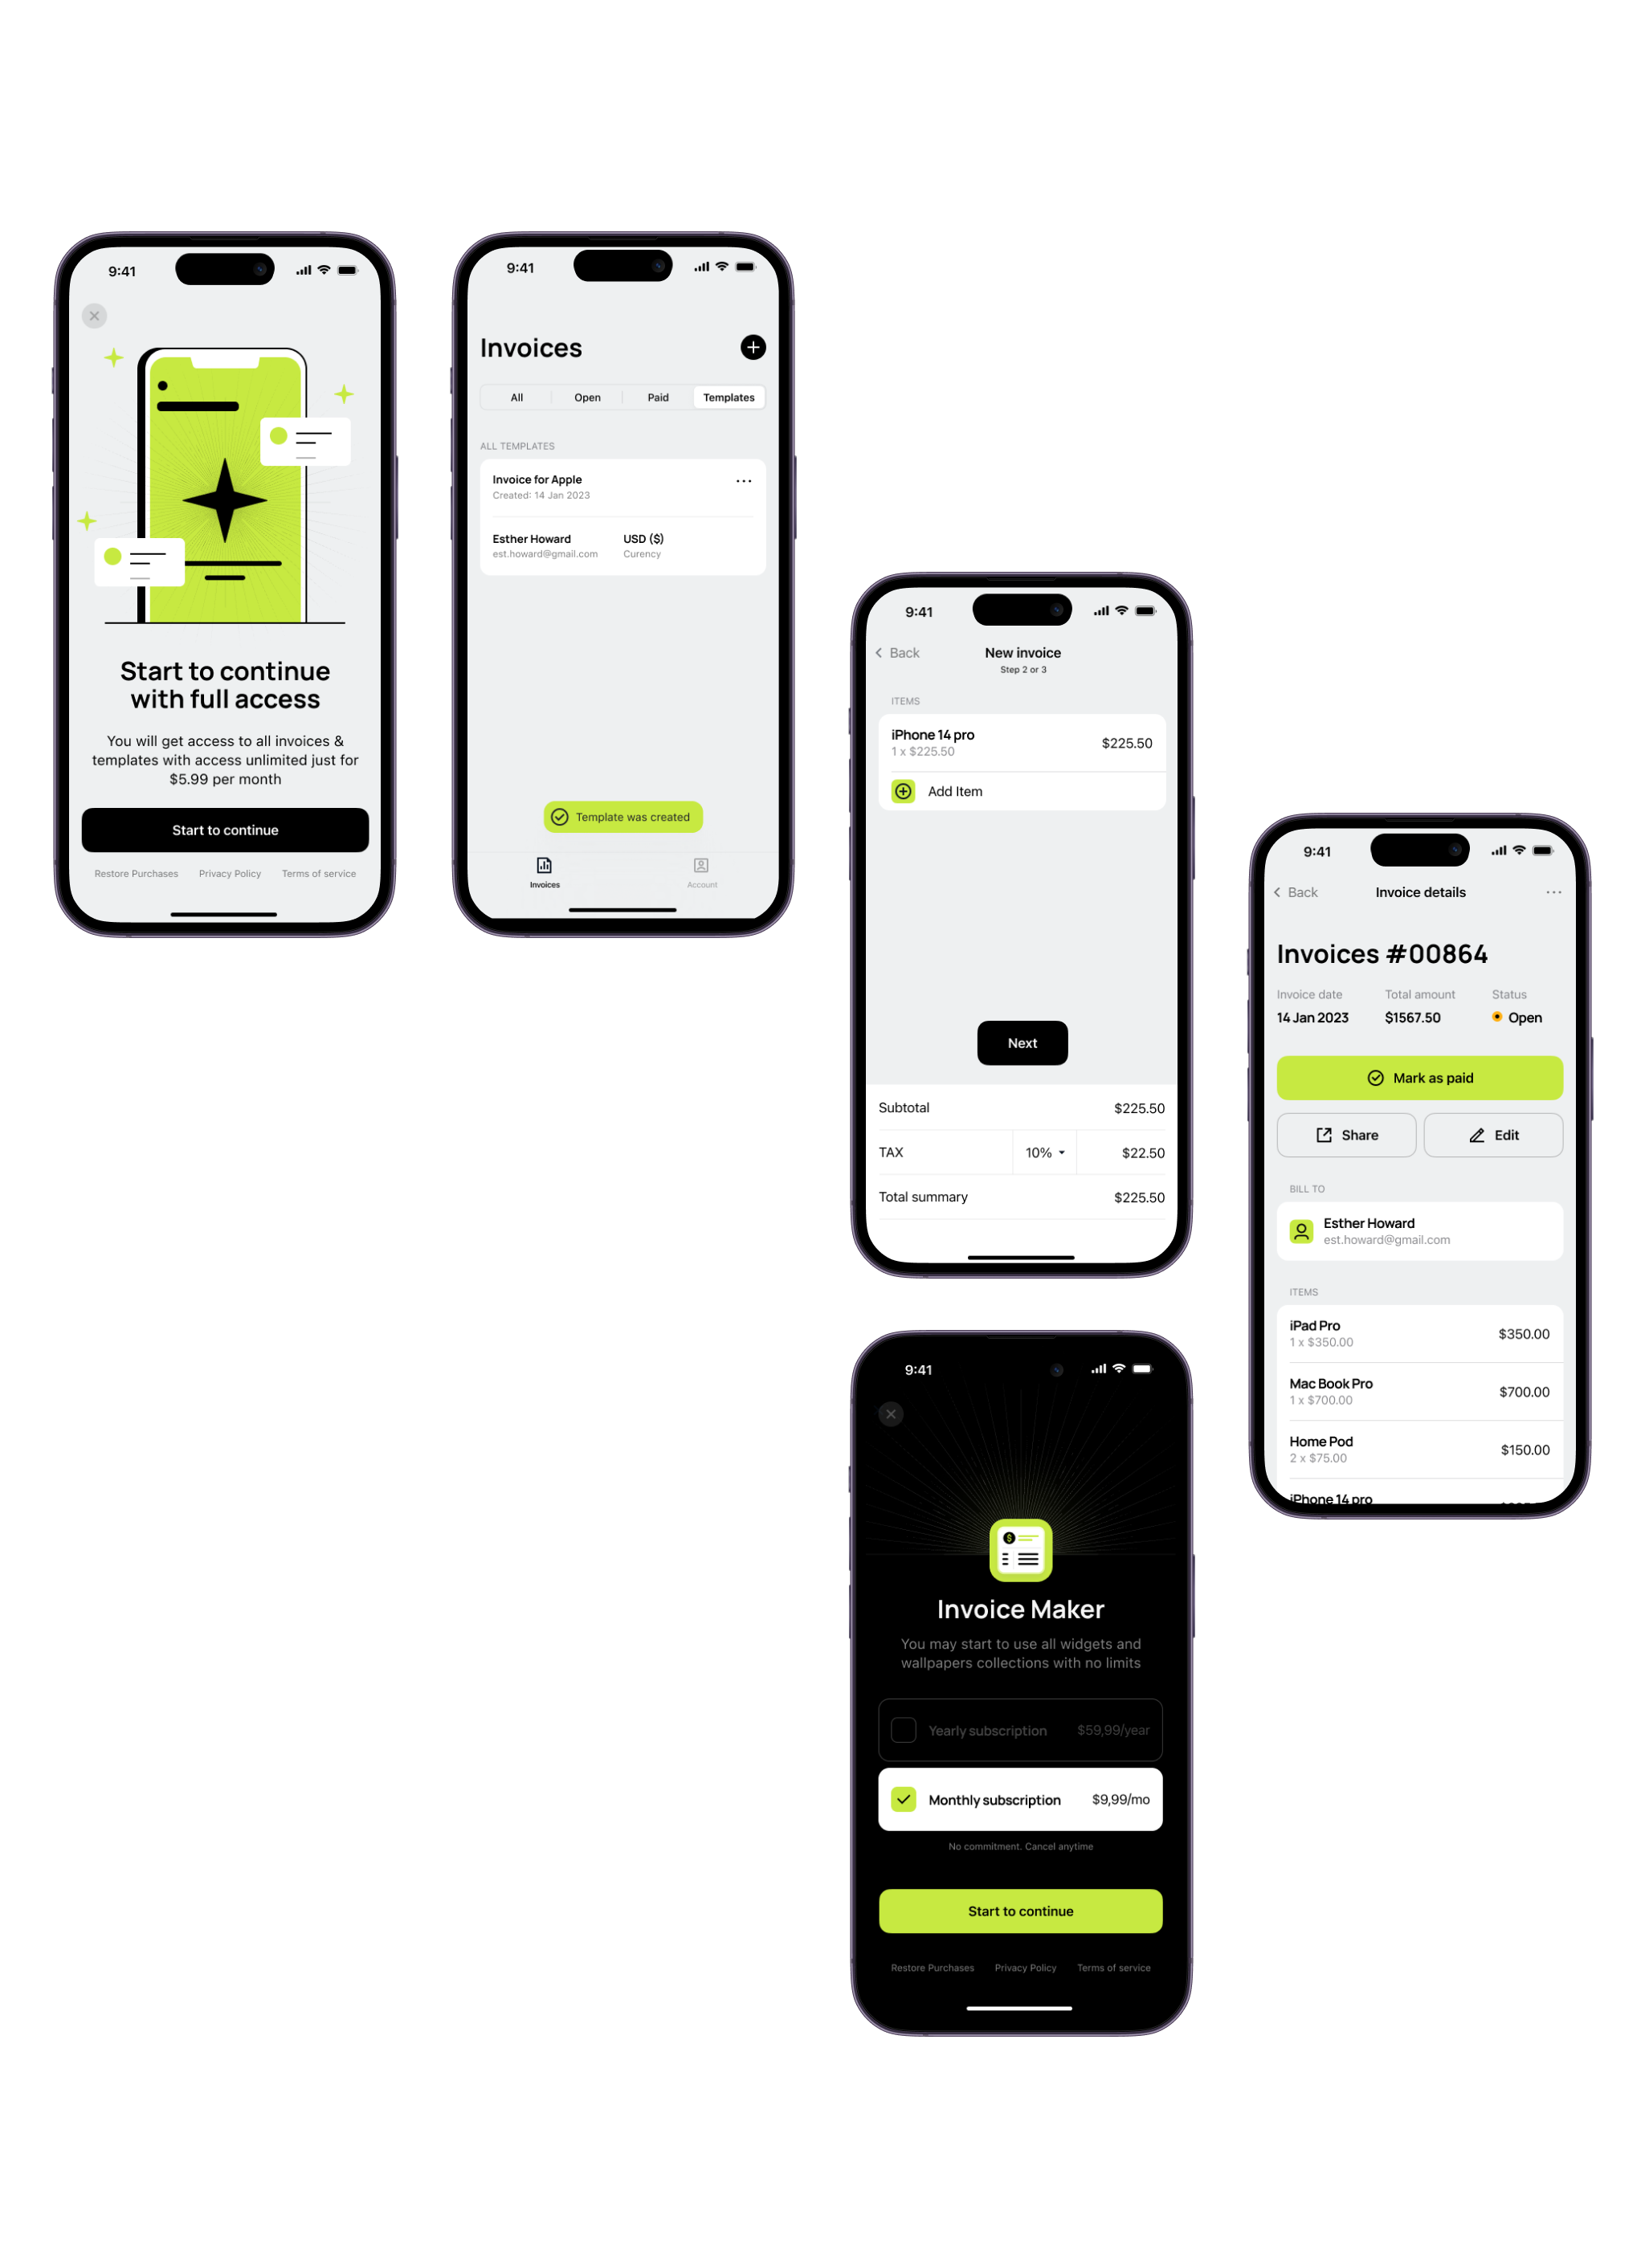 9:41
Start to continue
with full access
You will get access to all invoices &
templates with access unlimited just for
$5.99 per month
Start to continue
Restore Purchases Privacy Policy Terms of service
9:41
Invoices
All Open Paid Templates
ALL TEMPLATES
Invoice for Apple
Created: 14 Jan 2023
Esther Howard USD ($)
est.howard@gmail.com Curency
Template was created
Invoices Account
9:41
Back New invoice
Step 2 or 3
ITEMS
iPhone 14 pro
1 x $225.50
$225.50
Add Item
Next
Subtotal $225.50
TAX 10% $22.50
Total summary $225.50
9:41
Back Invoice details
Invoices #00864
Invoice date Total amount Status
14 Jan 2023 $1567.50 Open
Mark as paid
Share Edit
BILL TO
Esther Howard
est.howard@gmail.com
ITEMS
iPad Pro
1 x $350.00
$350.00
Mac Book Pro
1 x $700.00
$700.00
Home Pod
2 x $75.00
$150.00
iPhone 14 pro
9:41
$
Invoice Maker
You may start to use all widgets and
wallpapers collections with no limits
Yearly subscription $59,99/year
Monthly subscription $9,99/mo
No commitment. Cancel anytime
Start to continue
Restore Purchases Privacy Policy Terms of service